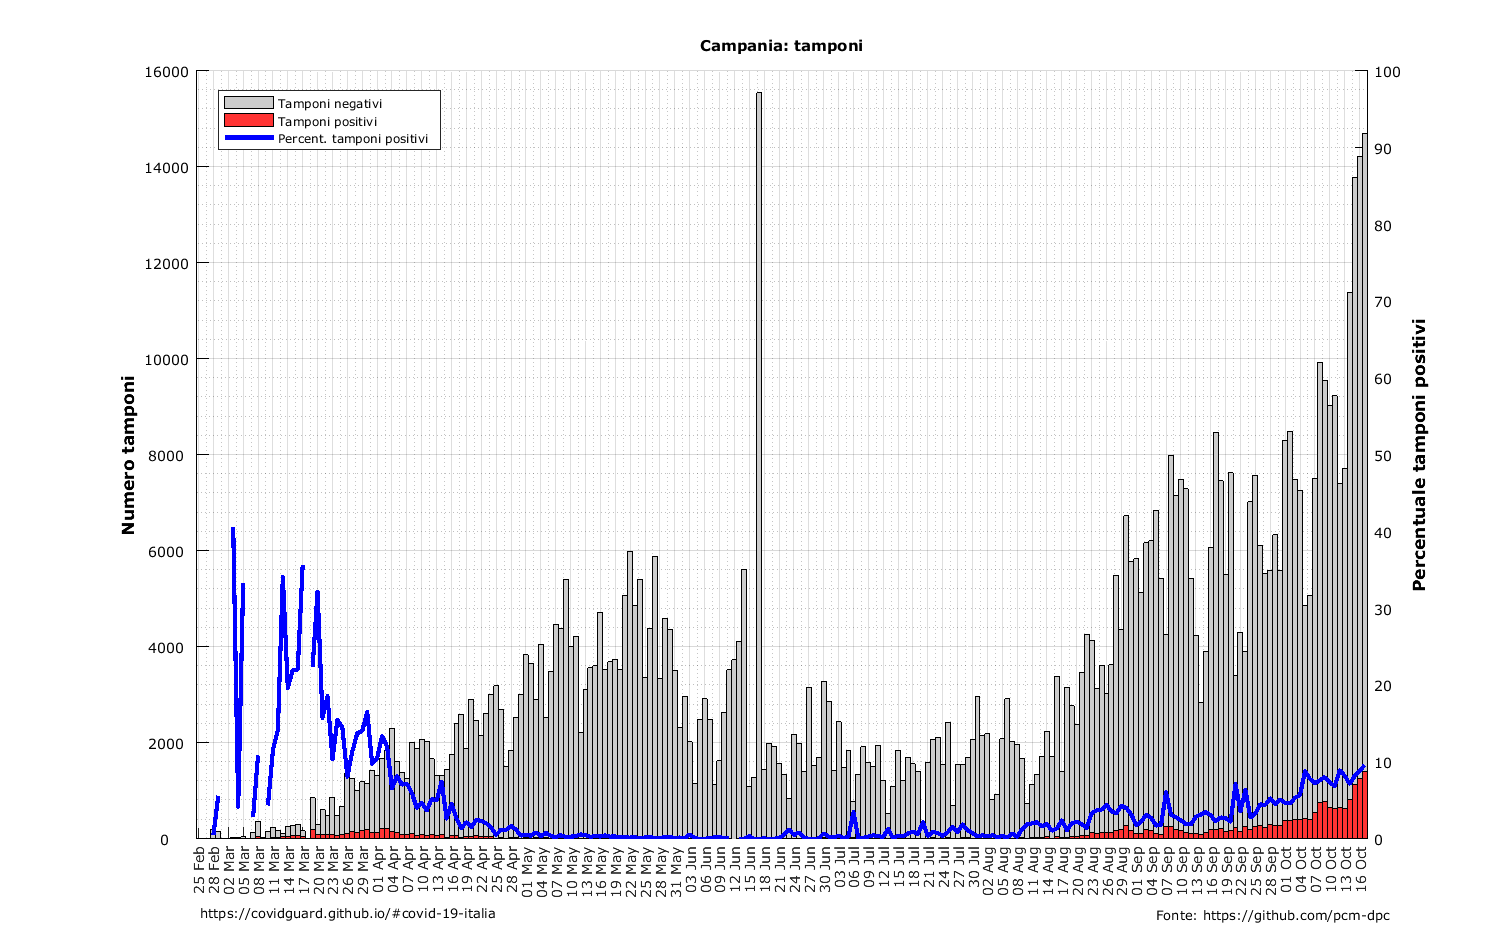 Campania: tamponi
16000
14000
12000
10000
8000
6000
4000
2000
0
Numero tamponi
Tamponi negativi
Tamponi positivi
Percent. tamponi positivi
100
90
80
70
60
50
40
30
20
10
0
Percentuale tamponi positivi
25 Feb
28 Feb
02 Mar
05 Mar
08 Mar
11 Mar
14 Mar
17 Mar
20 Mar
23 Mar
26 Mar
29 Mar
01 Apr
04 Apr
07 Apr
10 Apr
13 Apr
16 Apr
19 Apr
22 Apr
25 Apr
28 Apr
01 May
04 May
07 May
10 May
13 May
16 May
19 May
22 May
25 May
28 May
31 May
03 Jun
06 Jun
09 Jun
12 Jun
15 Jun
18 Jun
21 Jun
24 Jun
27 Jun
30 Jun
03 Jul
06 Jul
09 Jul
12 Jul
15 Jul
18 Jul
21 Jul
24 Jul
27 Jul
30 Jul
02 Aug
05 Aug
08 Aug
11 Aug
14 Aug
17 Aug
20 Aug
23 Aug
26 Aug
29 Aug
01 Sep
04 Sep
07 Sep
10 Sep
13 Sep
16 Sep
19 Sep
22 Sep
25 Sep
28 Sep
01 Oct
04 Oct
07 Oct
10 Oct
13 Oct
16 Oct
https://covidguard.github.io/#covid-19-italia
Fonte: https://github.com/pcm-dpc